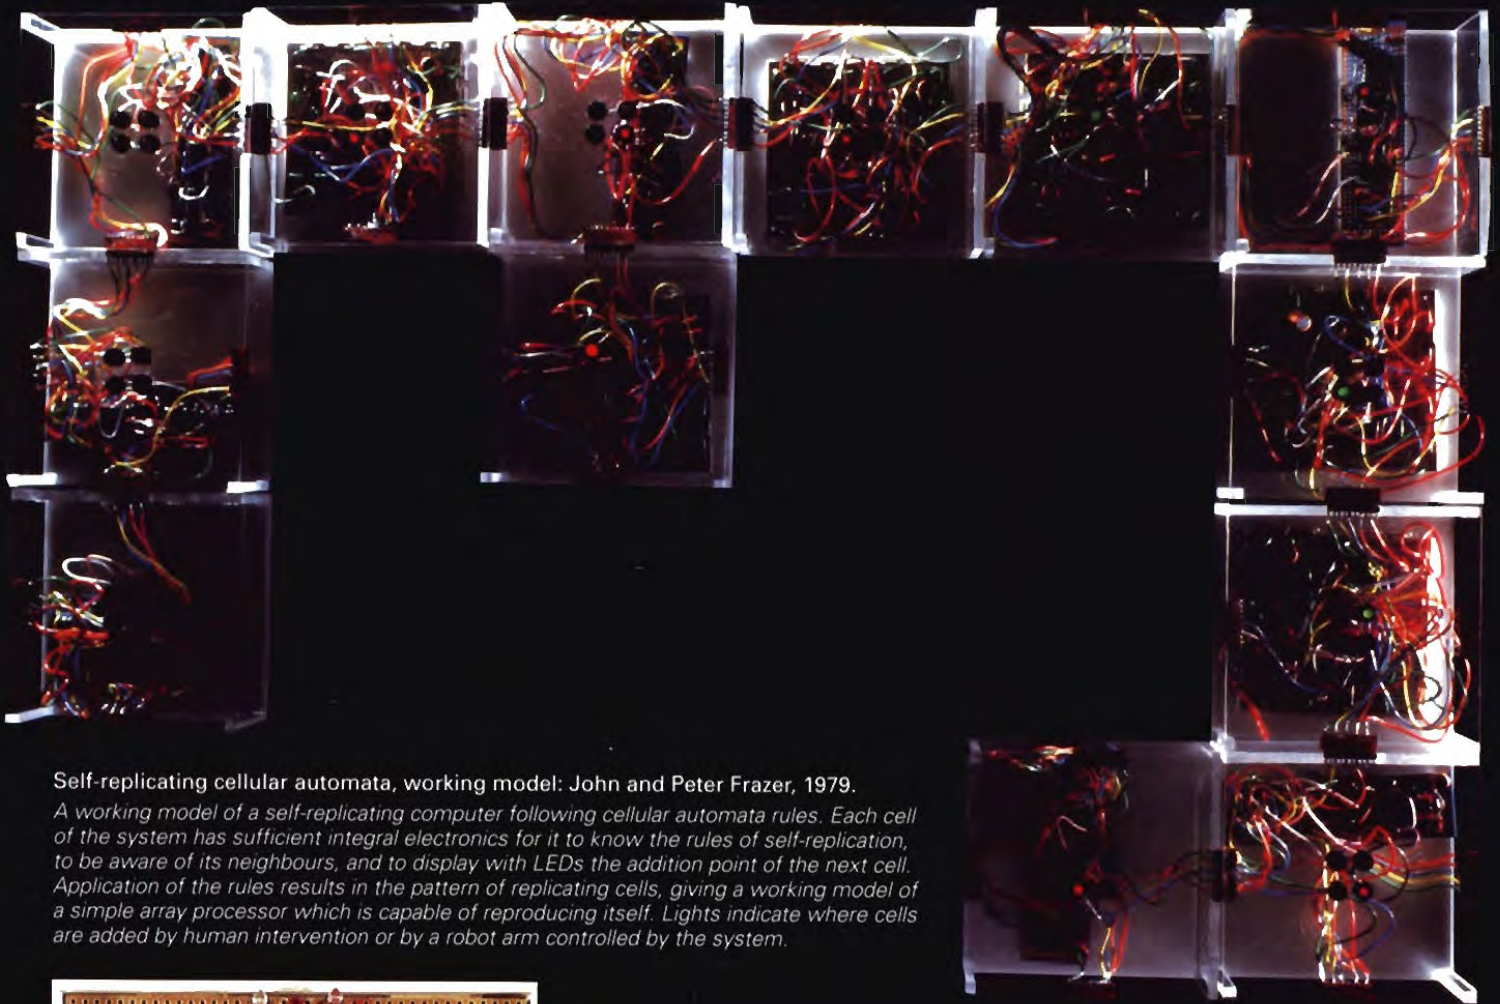 Self-replicating cellular automata, working model: John and Peter Frazer, 1979.
A working model of a self-replicating computer following cellular automata rules. Each cell
of the system has sufficient integral electronics for it to know the rules of self-replication,
to be aware of its neighbours, and to display with LEDs the addition point of the next cell.
Application of the rules results in the pattern of replicating cells, giving a working model of
a simple array processor which is capable of reproducing itself. Lights indicate where cells
are added by human intervention or by a robot arm controlled by the system.